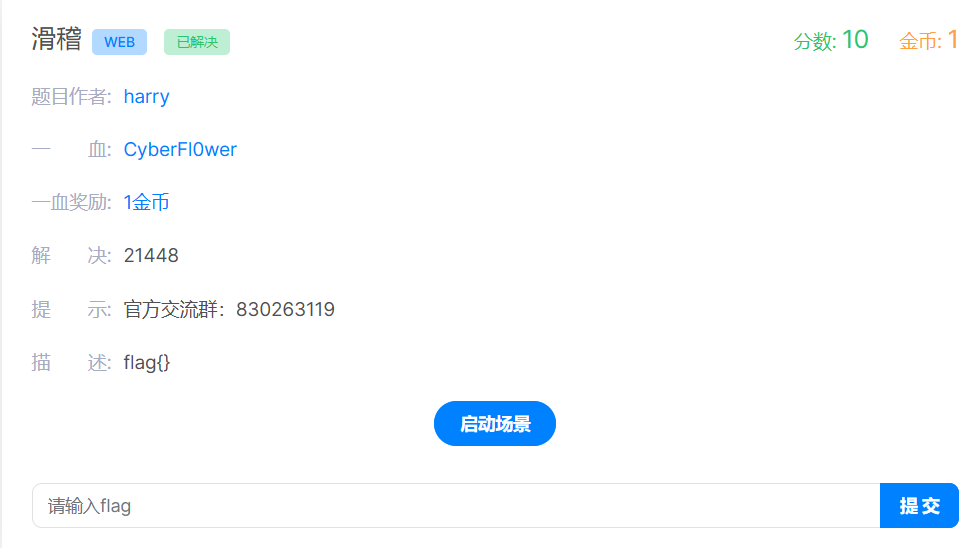 滑稽 WEB 已解决 分数: 10 金币: 1
题目作者: harry
一 血: CyberFl0wer
一血奖励: 1金币
解 决: 21448
提 示: 官方交流群：830263119
描 述: flag{}
启动场景
请输入flag 提 交